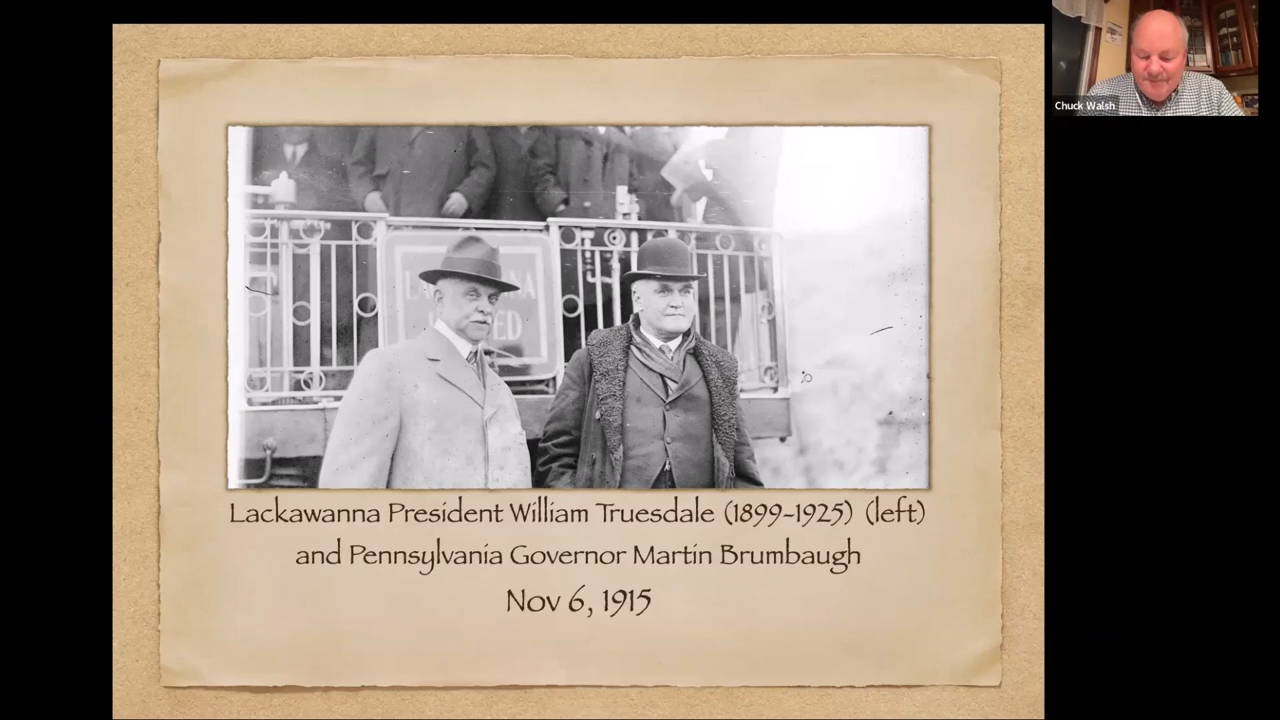 Lackawanna President William Truesdale (1899-1925) (left)
and Pennsylvania Governor Martin Brumbaugh
Nov 6, 1915
Chuck Walsh